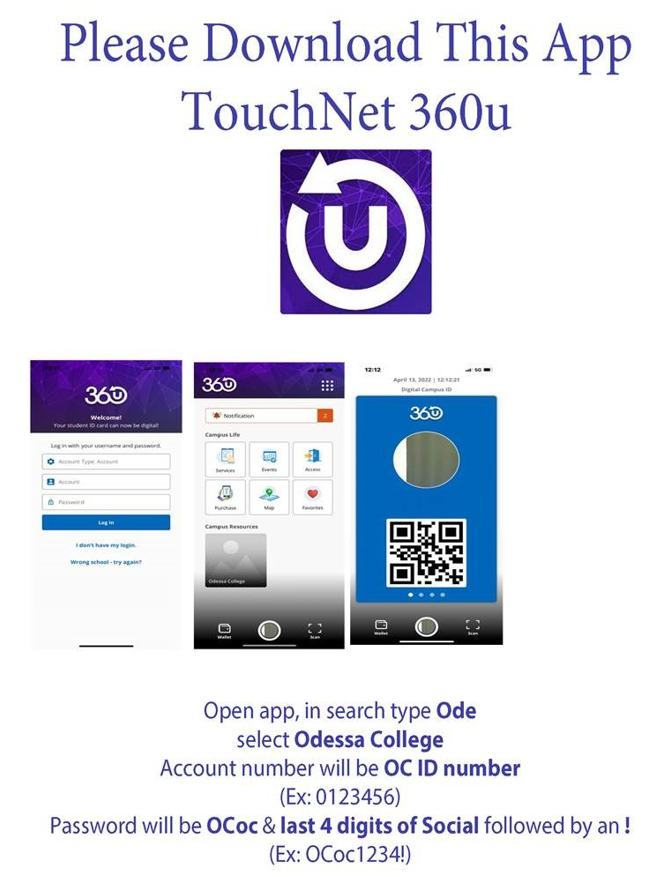 Please Download This App
TouchNet 360u
U
360U
Welcome!
Your student ID card can now be digital!
Log in with your username and password.
Account Type: Account
Account
Password
Log In
I don't have my login.
Wrong school - try again?
360U
Notification 2
Campus Life
Services Events Access
Purchase Map Favorites
Campus Resources
Odessa College
Wallet Scan
12:12 5G
April 13, 2022 | 12:12:21
Digital Campus ID
360U
Wallet Scan
Open app, in search type Ode
select Odessa College
Account number will be OC ID number
(Ex: 0123456)
Password will be OCoc & last 4 digits of Social followed by an !
(Ex: OCoc1234!)